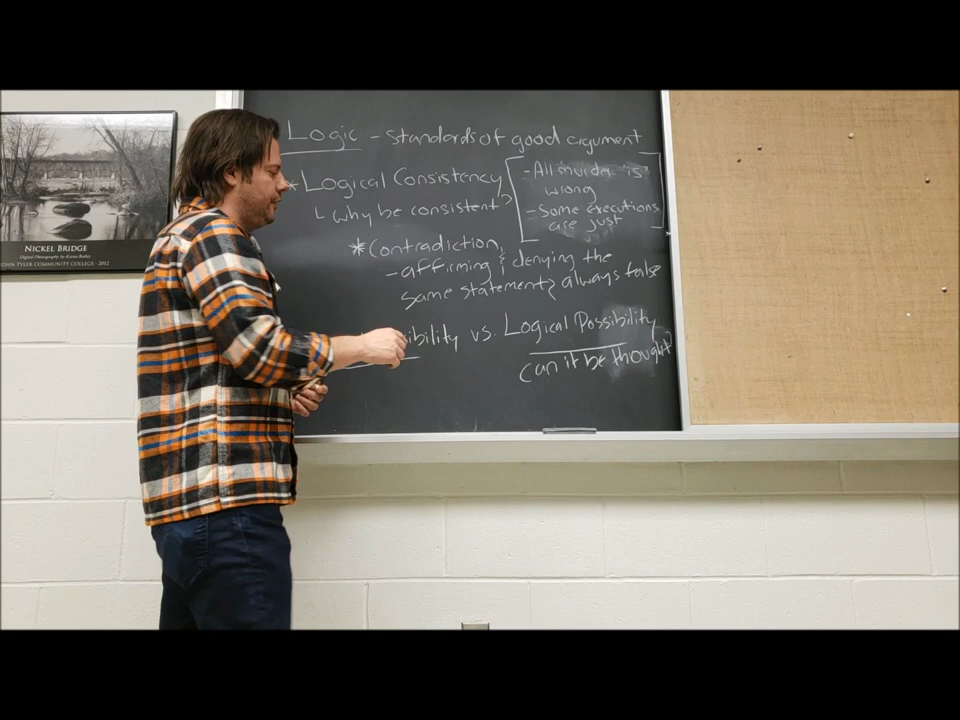 NICKEL BRIDGE
Digital Photography by Karen Bailey
JOHN TYLER COMMUNITY COLLEGE - 2012
Logic - standards of good argument
*Logical Consistency
└ why be consistent?
- All murder is
wrong
- Some executions
are just
*Contradiction,
- affirming & denying the
same statement, always false
ibility vs. Logical Possibility
can it be thought